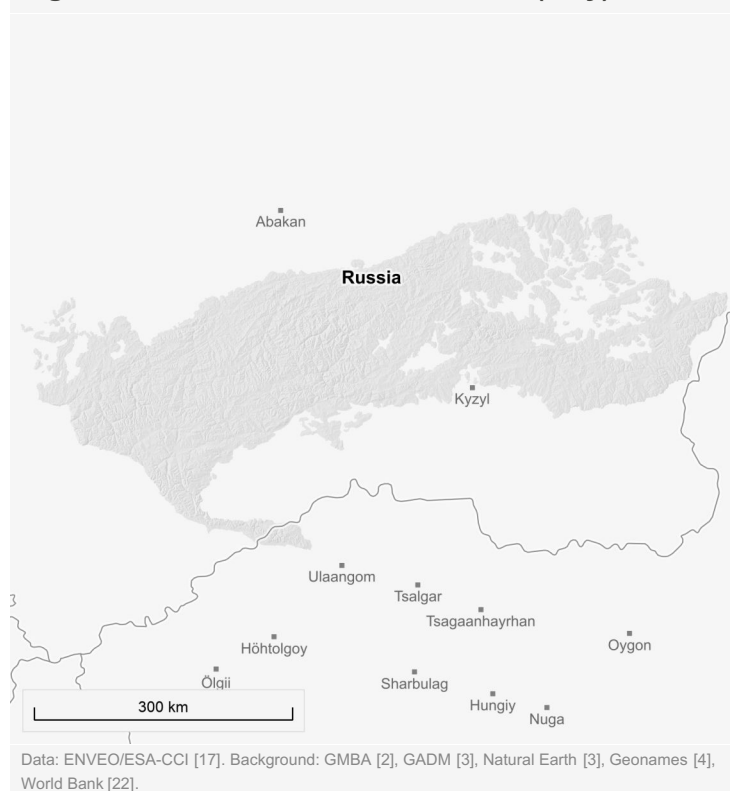 Abakan
Russia
Kyzyl
Ulaangom
Tsalgar
Tsagaanhayrhan
Oygon
Höhtolgoy
Ölgii
Sharbulag
Hungiy
Nuga
300 km
Data: ENVEO/ESA-CCI [17]. Background: GMBA [2], GADM [3], Natural Earth [3], Geonames [4],
World Bank [22].